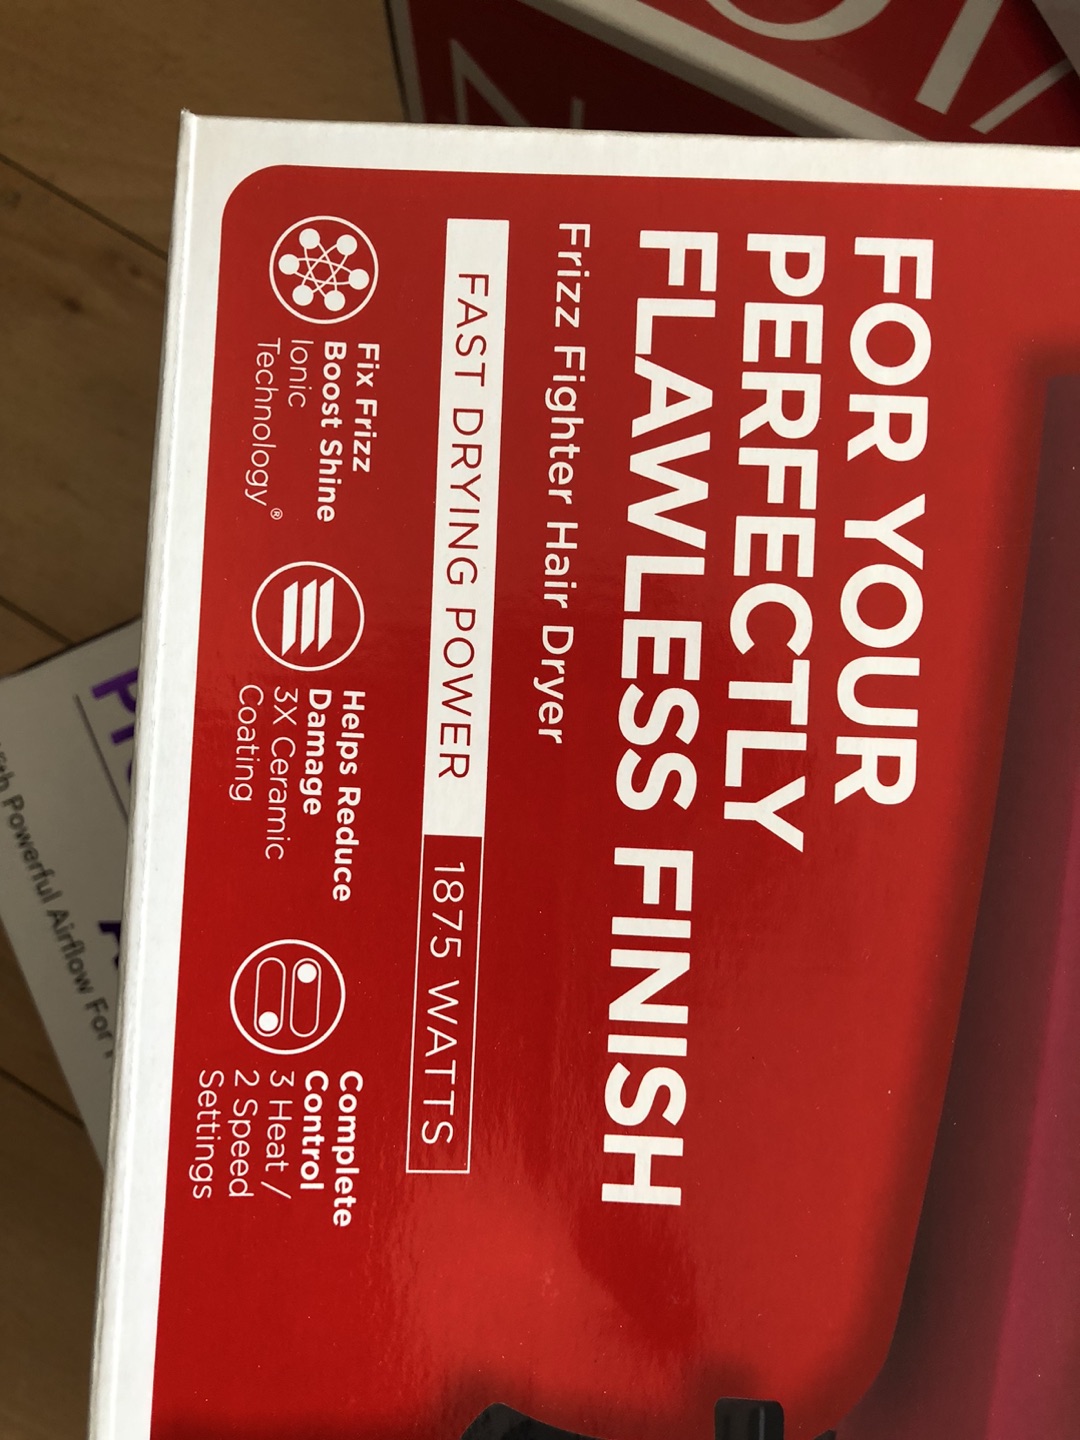 FOR YOUR
PERFECTLY
FLAWLESS FINISH
Frizz Fighter Hair Dryer
FAST DRYING POWER 1875 WATTS
Fix Frizz
Boost Shine
Ionic
Technology®
Helps Reduce
Damage
3X Ceramic
Coating
Complete
Control
3 Heat /
2 Speed
Settings
Powerful Airflow For